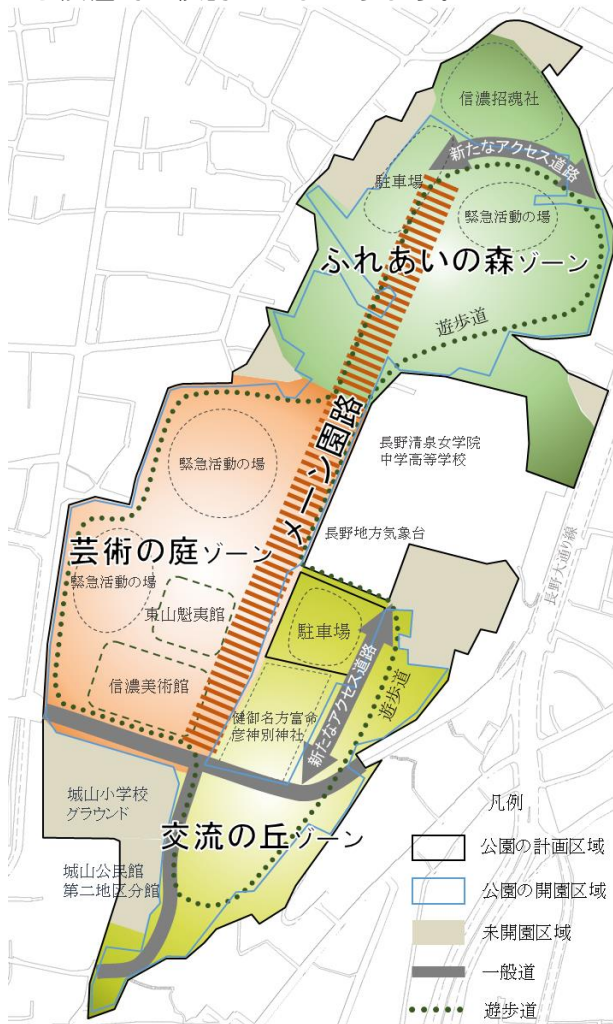 信濃招魂社
新たなアクセス道路
駐車場
緊急活動の場
ふれあいの森ゾーン
遊歩道
メーン園路
長野清泉女学院
中学高等学校
緊急活動の場
長野地方気象台
長野大通り線
芸術の庭ゾーン
緊急活動の場
東山魁夷館
駐車場
信濃美術館
新たなアクセス道路
遊歩道
健御名方富命
彦神別神社
城山小学校
グラウンド
交流の丘ゾーン
城山公民館
第二地区分館
凡例
公園の計画区域
公園の開園区域
未開園区域
一般道
遊歩道